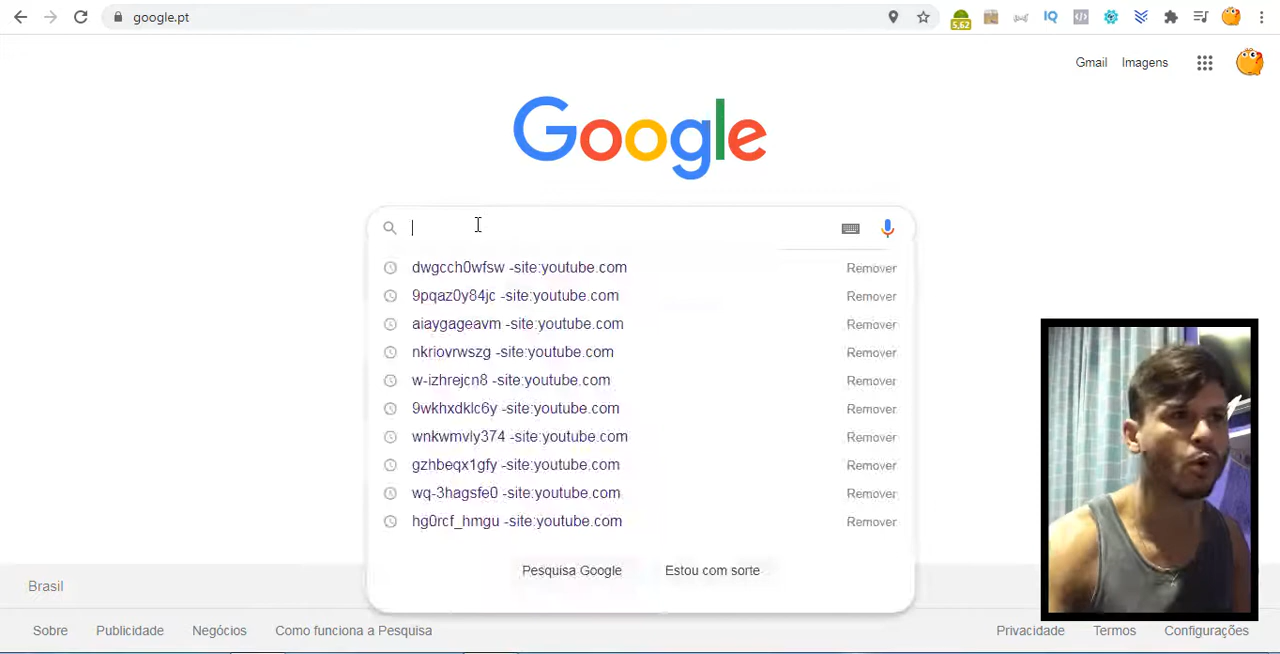 google.pt
5,62
IQ
Gmail Imagens
Google
dwgcch0wfsw -site:youtube.com Remover
9pqaz0y84jc -site:youtube.com Remover
aiaygageavm -site:youtube.com Remover
nkriovrwszg -site:youtube.com Remover
w-izhrejcn8 -site:youtube.com Remover
9wkhxdklc6y -site:youtube.com Remover
wnkwmvly374 -site:youtube.com Remover
gzhbeqx1gfy -site:youtube.com Remover
wq-3hagsfe0 -site:youtube.com Remover
hg0rcf_hmgu -site:youtube.com Remover
Pesquisa Google Estou com sorte
Brasil
Sobre Publicidade Negócios Como funciona a Pesquisa Privacidade Termos Configurações